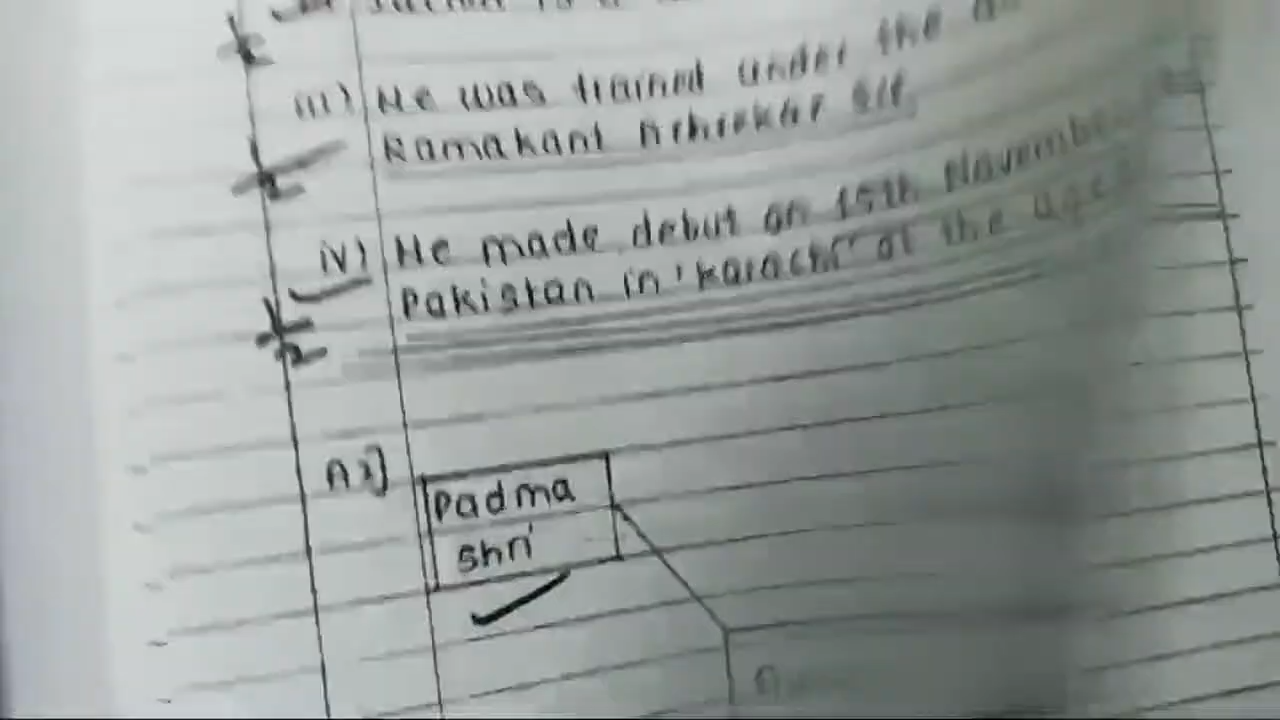 iii) He was trained under the
Ramakant Achrekar sir.
iv) He made debut on 15th November
Pakistan in 'karachi' at the age
A2]
Padma
Shri